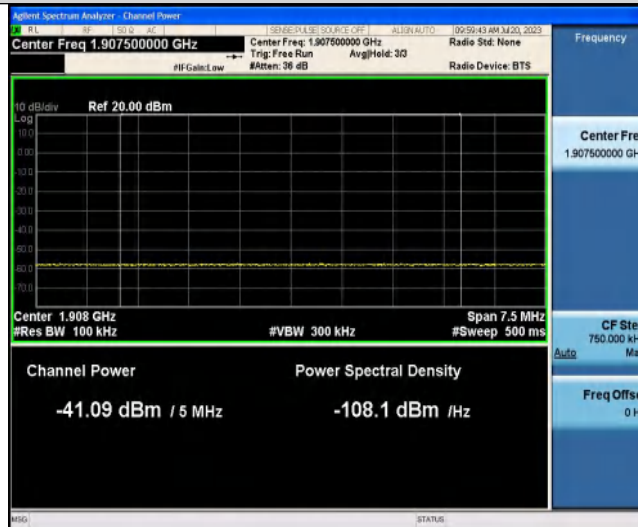 Agilent Spectrum Analyzer - Channel Power
RL RF 50 Ω AC SENSE:PULSE SOURCE OFF ALIGN AUTO 09:59:43 AM Jul 20, 2023
Center Freq 1.907500000 GHz
Center Freq: 1.907500000 GHz
Radio Std: None
Trig: Free Run Avg|Hold: 3/3
#IFGain:Low
#Atten: 36 dB
Radio Device: BTS
Frequency
10 dB/div Ref 20.00 dBm
Log
10.0
0.00
-10.0
-20.0
-30.0
-40.0
-50.0
-60.0
-70.0
Center Fre
1.907500000 GH
Center 1.908 GHz Span 7.5 MHz
#Res BW 100 kHz #VBW 300 kHz #Sweep 500 ms
CF Ste
750.000 kH
Auto Ma
Channel Power Power Spectral Density
-41.09 dBm / 5 MHz -108.1 dBm /Hz
Freq Offse
0 H
MSG STATUS